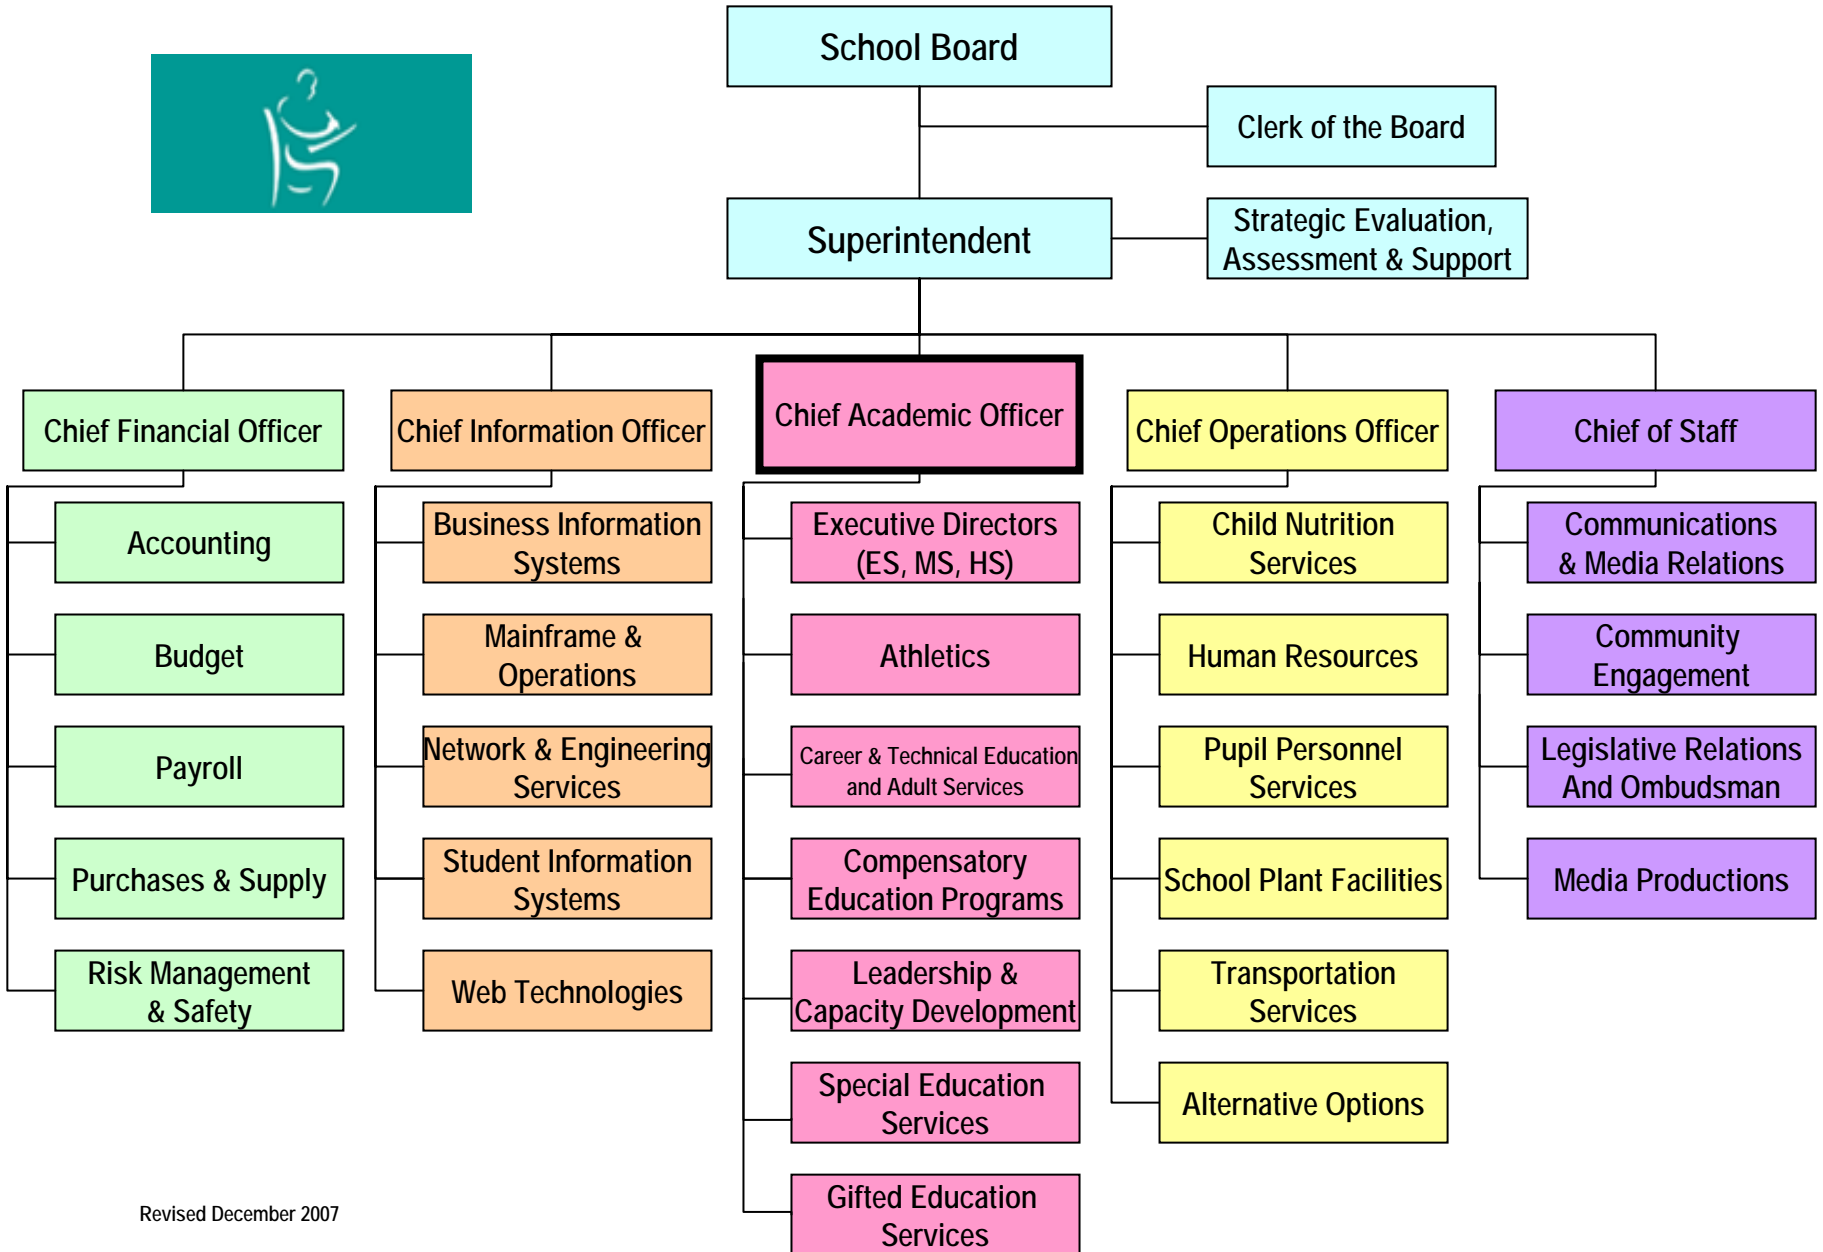 School Board
Clerk of the Board
Superintendent
Strategic Evaluation,
Assessment & Support
Chief Financial Officer
Accounting
Budget
Payroll
Purchases & Supply
Risk Management
& Safety
Chief Information Officer
Business Information
Systems
Mainframe &
Operations
Network & Engineering
Services
Student Information
Systems
Web Technologies
Chief Academic Officer
Executive Directors
(ES, MS, HS)
Athletics
Career & Technical Education
and Adult Services
Compensatory
Education Programs
Leadership &
Capacity Development
Special Education
Services
Gifted Education
Services
Chief Operations Officer
Child Nutrition
Services
Human Resources
Pupil Personnel
Services
School Plant Facilities
Transportation
Services
Alternative Options
Chief of Staff
Communications
& Media Relations
Community
Engagement
Legislative Relations
And Ombudsman
Media Productions
Revised December 2007